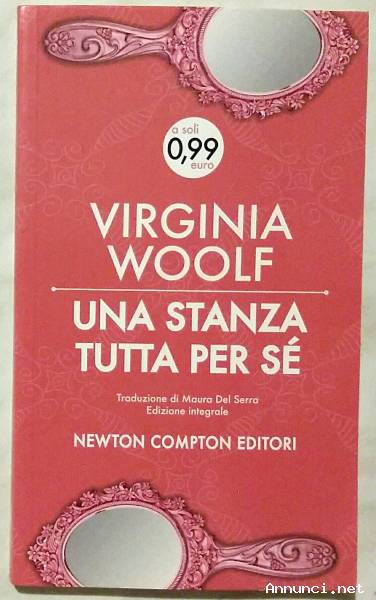 a soli
0,99
euro
VIRGINIA
WOOLF
UNA STANZA
TUTTA PER SÉ
Traduzione di Maura Del Serra
Edizione integrale
NEWTON COMPTON EDITORI
Annunci.net